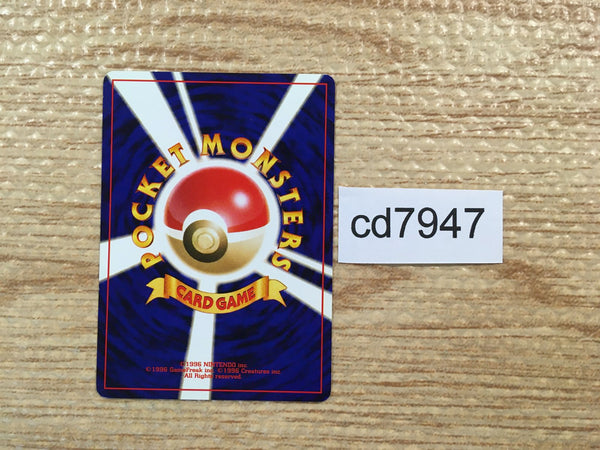 POCKET MONSTERS
CARD GAME
©1996 NINTENDO inc.
©1996 GameFreak inc. ©1996 Creatures inc.
All Rights reserved.
cd7947